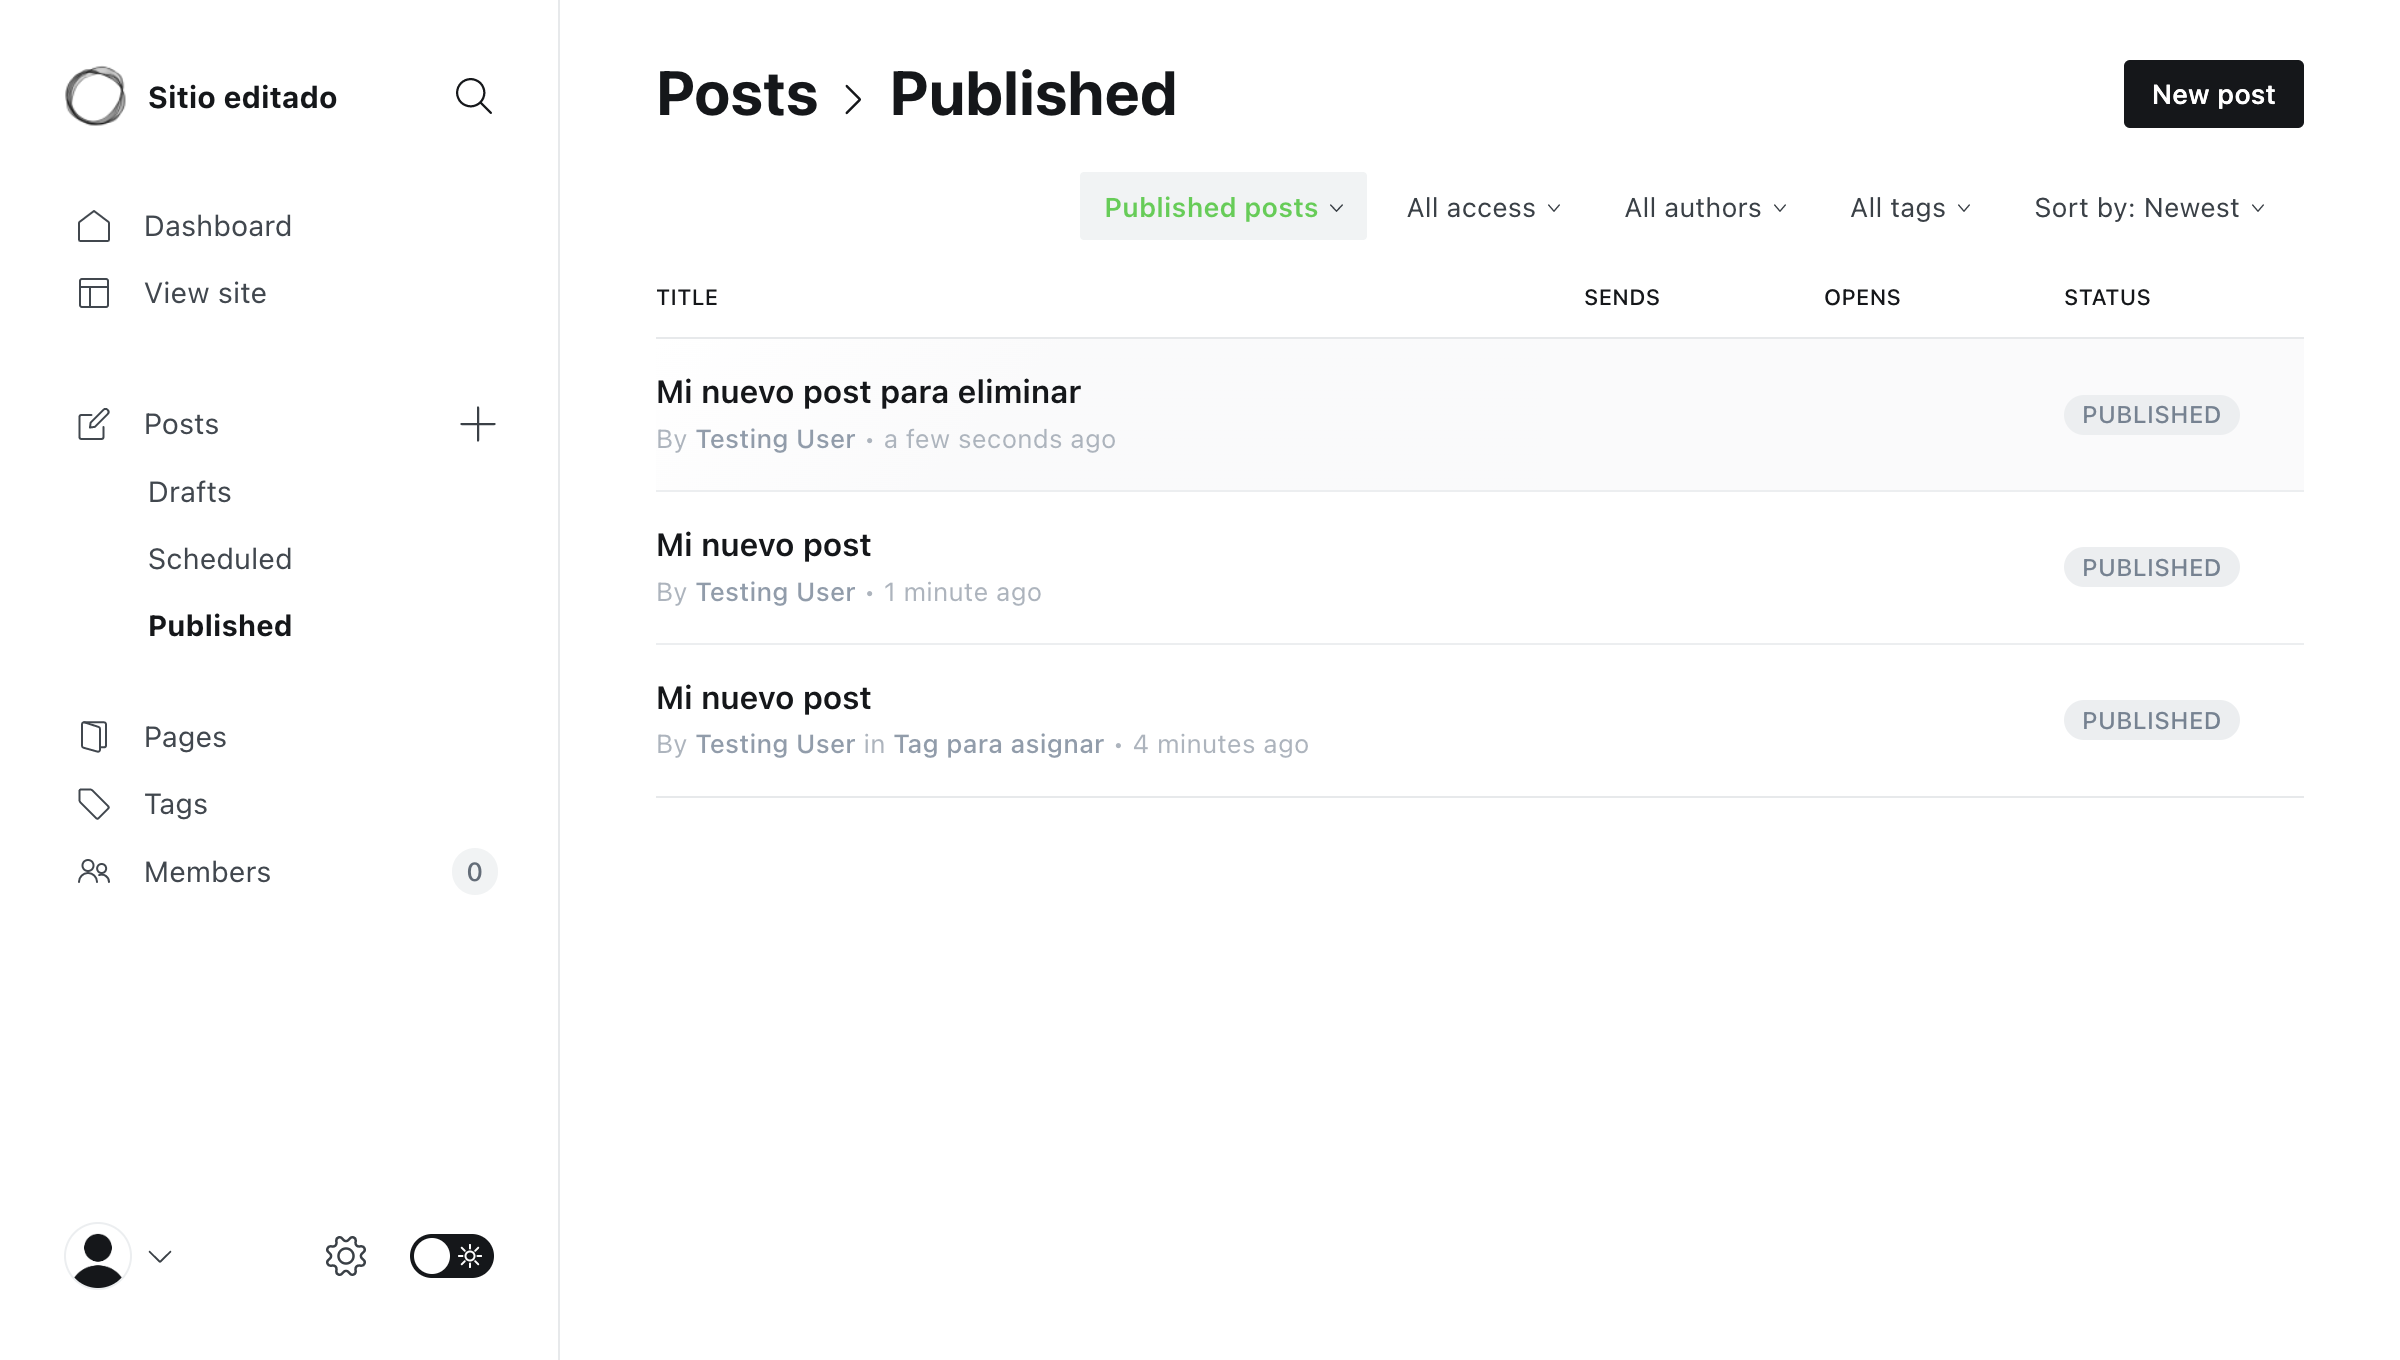 Sitio editado
Dashboard
View site
Posts
Drafts
Scheduled
Published
Pages
Tags
Members 0
Posts > Published
New post
Published posts All access All authors All tags Sort by: Newest
TITLE SENDS OPENS STATUS
Mi nuevo post para eliminar
By Testing User • a few seconds ago
PUBLISHED
Mi nuevo post
By Testing User • 1 minute ago
PUBLISHED
Mi nuevo post
By Testing User in Tag para asignar • 4 minutes ago
PUBLISHED